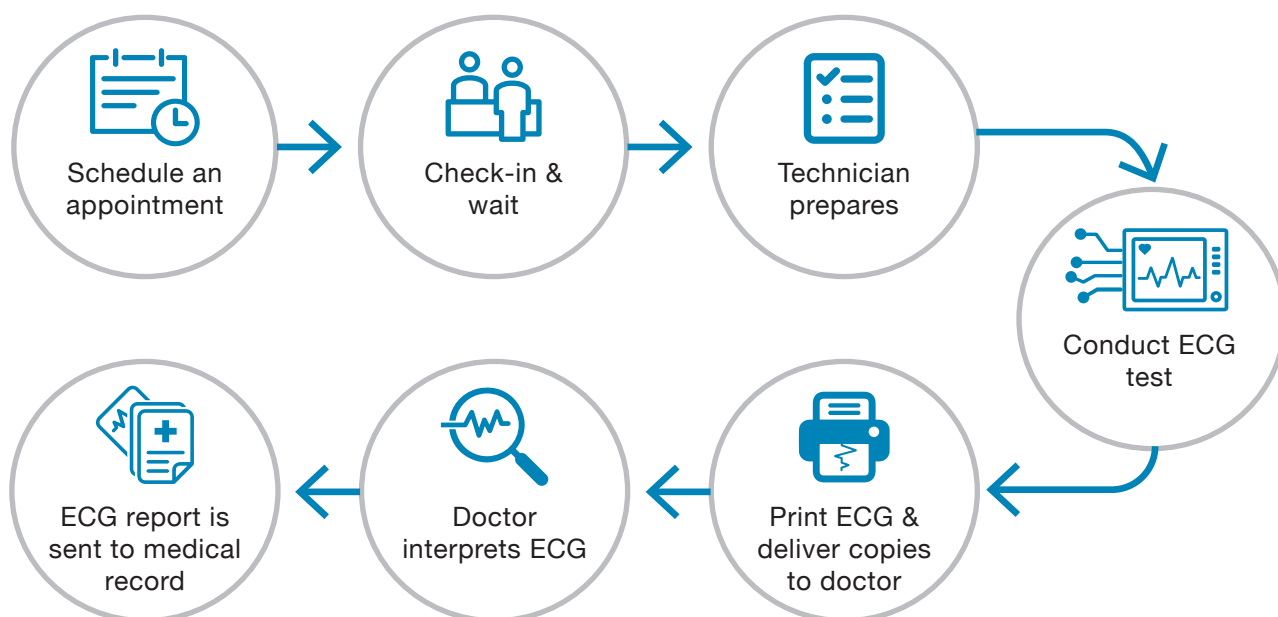 Schedule an
appointment
Check-in &
wait
Technician
prepares
Conduct ECG
test
Print ECG &
deliver copies
to doctor
Doctor
interprets ECG
ECG report is
sent to medical
record